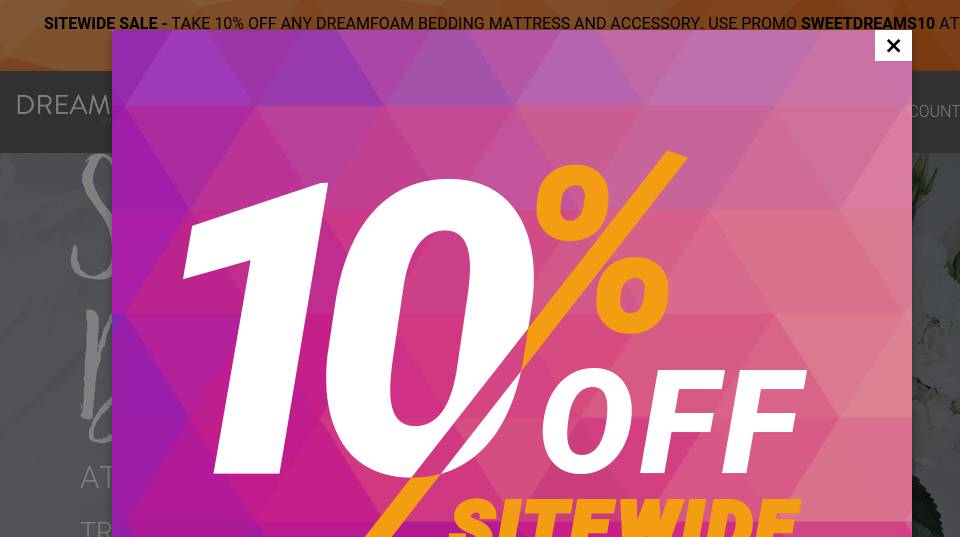 SITEWIDE SALE - TAKE 10% OFF ANY DREAMFOAM BEDDING MATTRESS AND ACCESSORY. USE PROMO SWEETDREAMS10 AT
DREAM
COUNT
10%
OFF
SITEWIDE
AT
TR